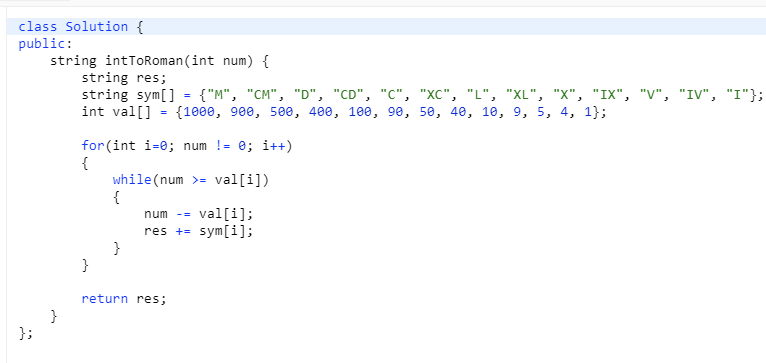 class Solution {
public:
    string intToRoman(int num) {
        string res;
        string sym[] = {"M", "CM", "D", "CD", "C", "XC", "L", "XL", "X", "IX", "V", "IV", "I"};
        int val[] = {1000, 900, 500, 400, 100, 90, 50, 40, 10, 9, 5, 4, 1};

        for(int i=0; num != 0; i++)
        {
            while(num >= val[i])
            {
                num -= val[i];
                res += sym[i];
            }
        }

        return res;
    }
};